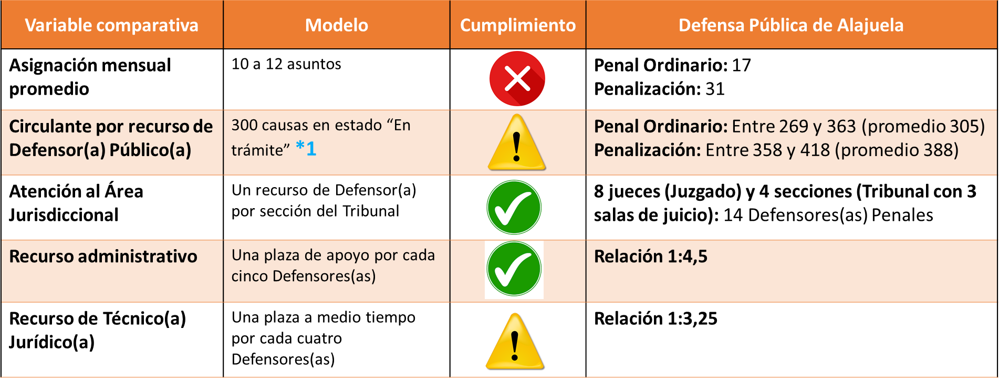 Variable comparativa
Modelo
Cumplimiento
Defensa Pública de Alajuela
Asignación mensual
promedio
10 a 12 asuntos
Penal Ordinario: 17
Penalización: 31
Circulante por recurso de
Defensor(a) Público(a)
300 causas en estado “En
trámite” *1
Penal Ordinario: Entre 269 y 363 (promedio 305)
Penalización: Entre 358 y 418 (promedio 388)
Atención al Área
Jurisdiccional
Un recurso de Defensor(a)
por sección del Tribunal
8 jueces (Juzgado) y 4 secciones (Tribunal con 3
salas de juicio): 14 Defensores(as) Penales
Recurso administrativo
Una plaza de apoyo por cada
cinco Defensores(as)
Relación 1:4,5
Recurso de Técnico(a)
Jurídico(a)
Una plaza a medio tiempo
por cada cuatro
Defensores(as)
Relación 1:3,25